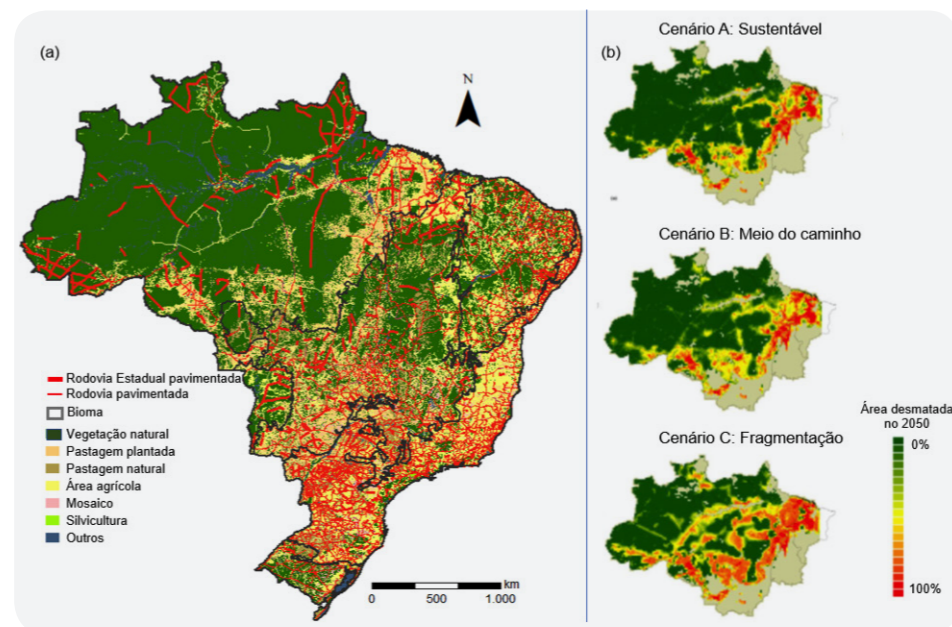 (a)
N
Rodovia Estadual pavimentada
Rodovia pavimentada
Bioma
Vegetação natural
Pastagem plantada
Pastagem natural
Área agrícola
Mosaico
Silvicultura
Outros
km
0 500 1.000
(b)
Cenário A: Sustentável
Cenário B: Meio do caminho
Cenário C: Fragmentação
Área desmatada
no 2050
0%
100%